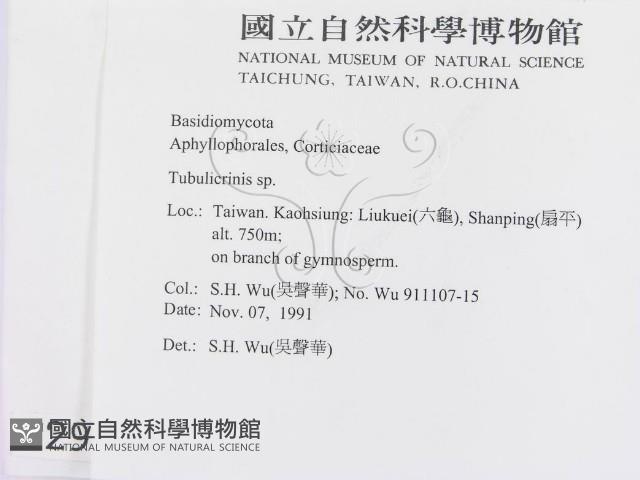 國立自然科學博物館
NATIONAL MUSEUM OF NATURAL SCIENCE
TAICHUNG, TAIWAN, R.O.CHINA
Basidiomycota
Aphyllophorales, Corticiaceae
Tubulicrinis sp.
Loc.: Taiwan. Kaohsiung: Liukuei(六龜), Shanping(扇平)
alt. 750m;
on branch of gymnosperm.
Col.: S.H. Wu(吳聲華); No. Wu 911107-15
Date: Nov. 07, 1991
Det.: S.H. Wu(吳聲華)
29
國立自然科學博物館
NATIONAL MUSEUM OF NATURAL SCIENCE